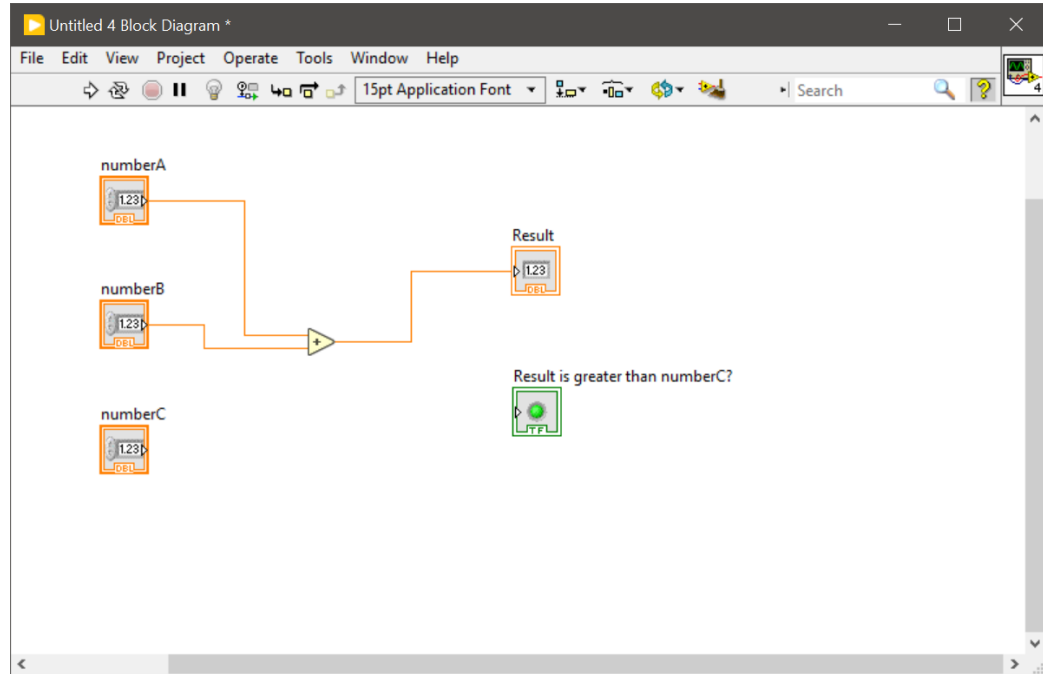 Untitled 4 Block Diagram *
File Edit View Project Operate Tools Window Help
15pt Application Font
Search
4
numberA
1.23
DBL
Result
1.23
DBL
numberB
1.23
DBL
+
Result is greater than numberC?
TF
numberC
1.23
DBL